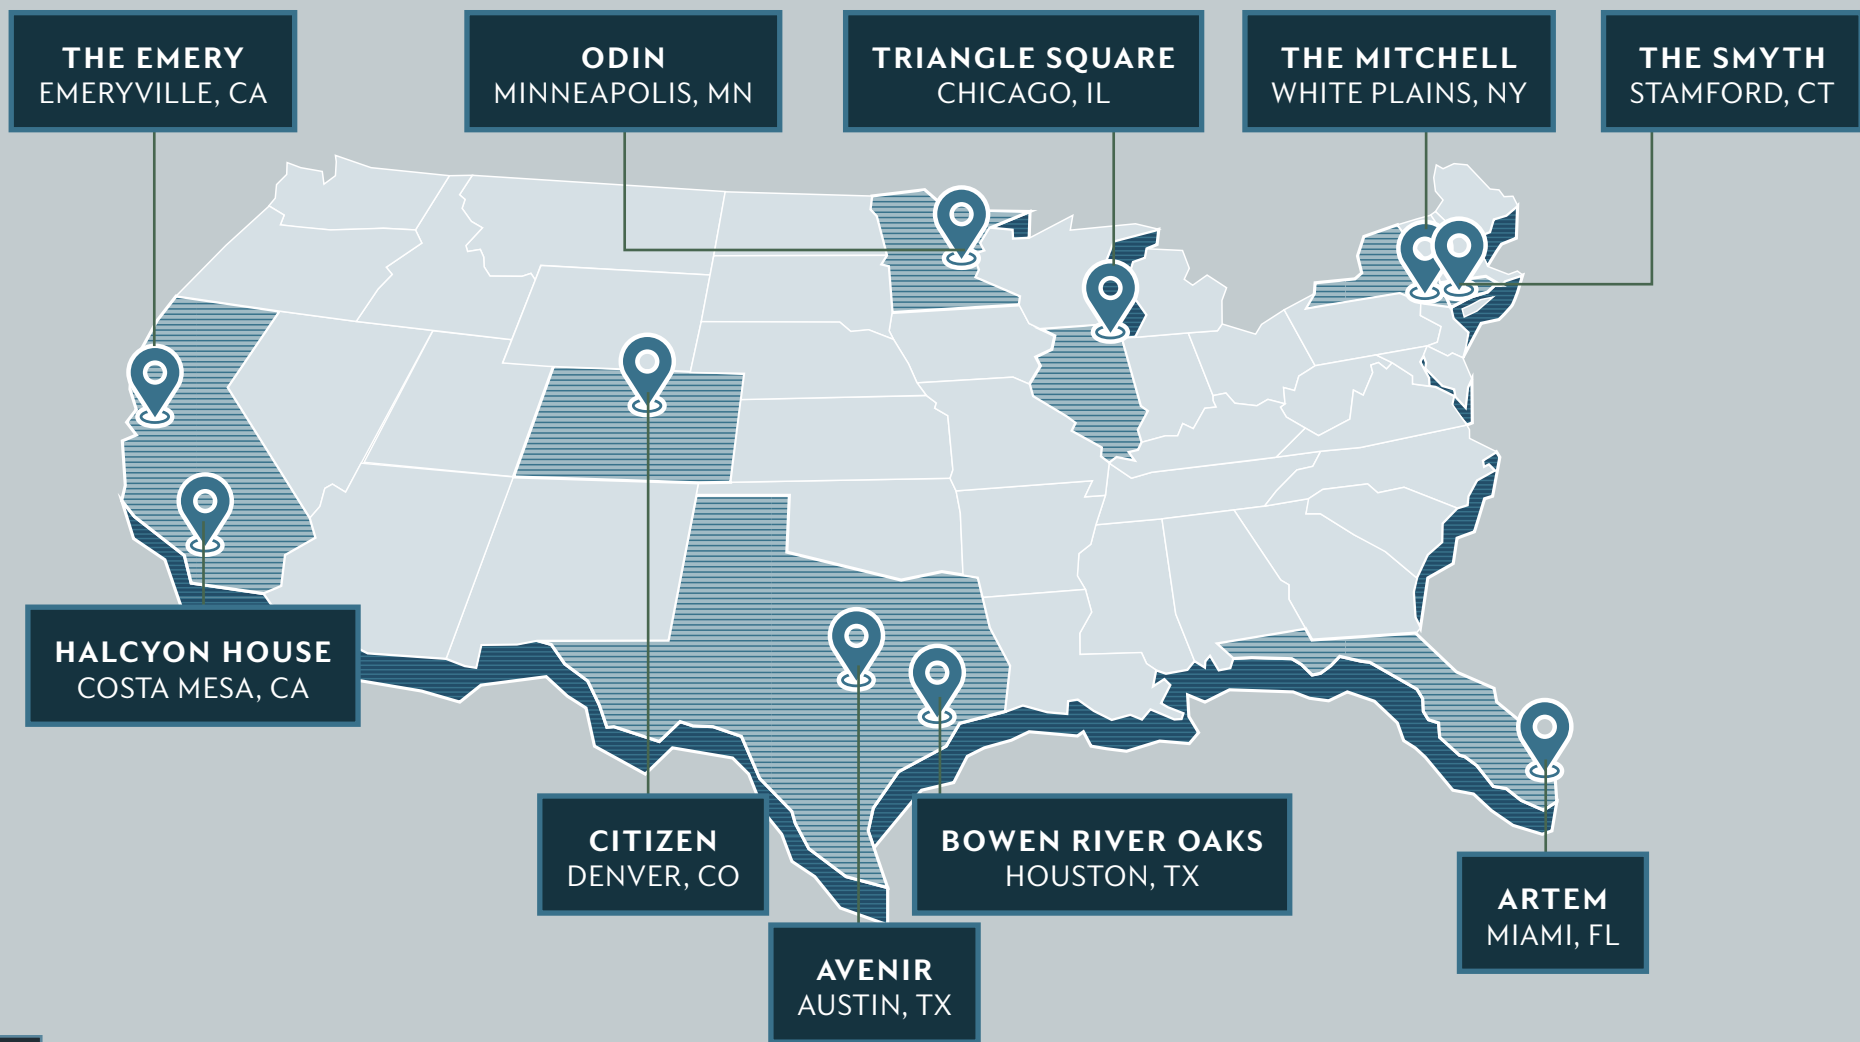 THE EMERY
EMERYVILLE, CA
ODIN
MINNEAPOLIS, MN
TRIANGLE SQUARE
CHICAGO, IL
THE MITCHELL
WHITE PLAINS, NY
THE SMYTH
STAMFORD, CT
HALCYON HOUSE
COSTA MESA, CA
CITIZEN
DENVER, CO
BOWEN RIVER OAKS
HOUSTON, TX
ARTEM
MIAMI, FL
AVENIR
AUSTIN, TX